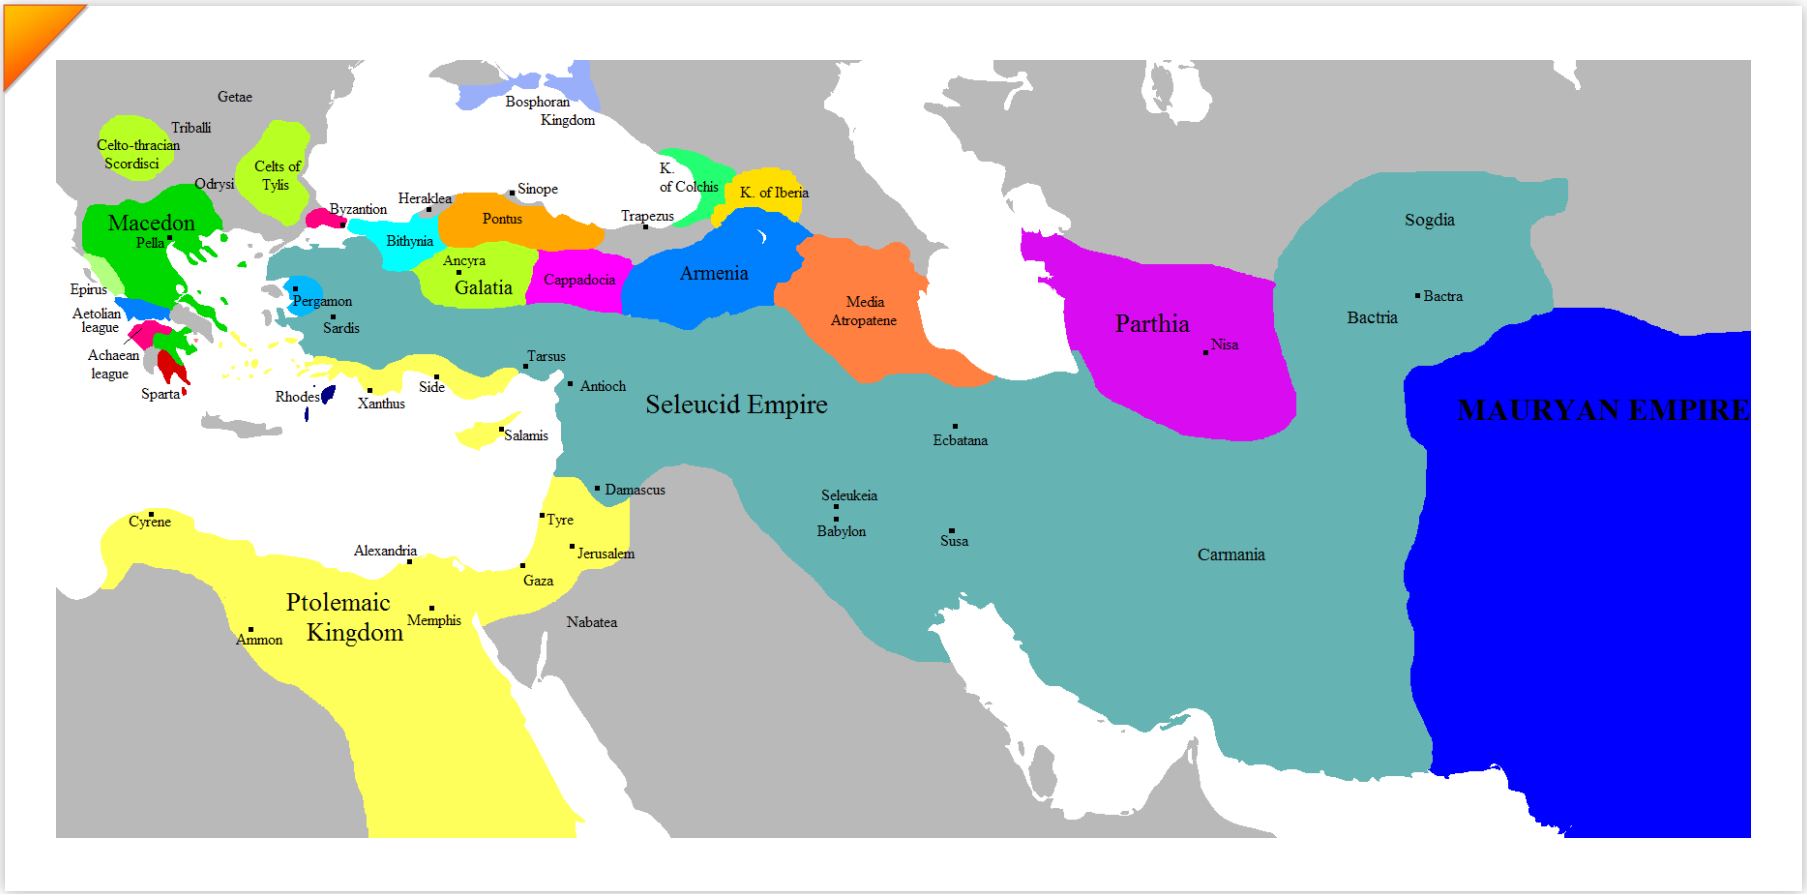 Getae
Bosphoran
Kingdom
Triballi
Celto-thracian
Scordisci
Celts of
Tylis
K.
of Colchis
Odrysi
Sinope
K. of Iberia
Heraklea
Byzantion
Trapezus
Pontus
Macedon
Pella
Bithynia
Sogdia
Ancyra
Galatia
Cappadocia
Armenia
Epirus
Pergamon
Media
Atropatene
Bactra
Bactria
Aetolian
league
Sardis
Parthia
Nisa
Achaean
league
Tarsus
Sparta
Rhodes
Xanthus
Side
Antioch
Seleucid Empire
MAURYAN EMPIRE
Salamis
Ecbatana
Damascus
Seleukeia
Babylon
Susa
Cyrene
Tyre
Alexandria
Jerusalem
Carmania
Gaza
Ptolemaic
Kingdom
Memphis
Nabatea
Ammon